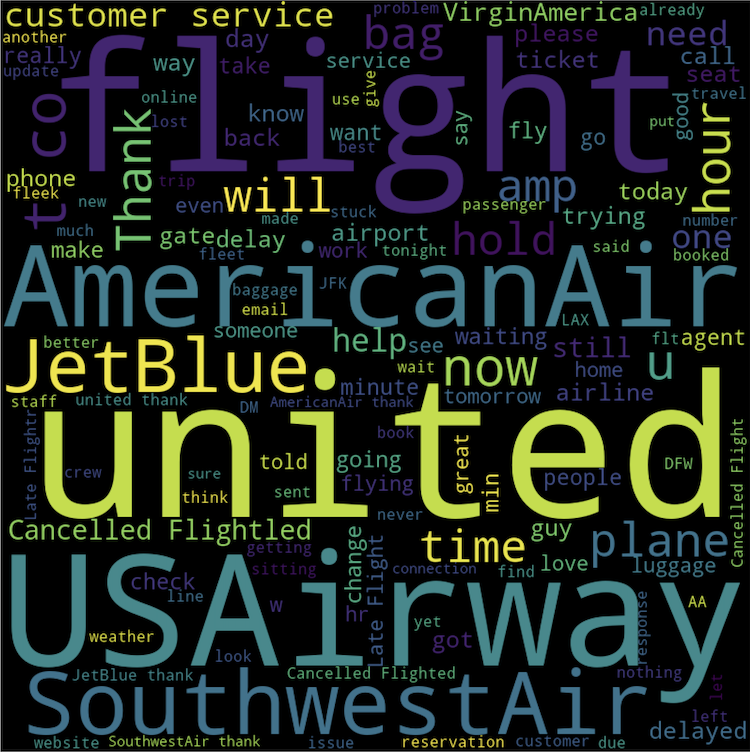 customer service
problem
VirginAmerica
already
another
really
update
way
day
take
service
bag
please
ticket
need
call
seat
travel
flight
online
lost
know
back
use
give
want
best
say
fly
go
good
put
hour
t co
Thank
phone
fleek
new
trip
much
even
will
made
stuck
amp
passenger
trying
today
number
one
booked
make
gate
delay
fleet
airport
work
tonight
hold
said
AmericanAir
baggage
email
JFK
LAX
better
someone
help
see
waiting
still
flt
agent
JetBlue
now
wait
minute
tomorrow
home
airline
u
staff
united thank
DM
AmericanAir thank
united
Late Flightr
crew
sure
think
told
sent
going
flying
book
never
great
min
people
DFW
Cancelled Flight
Cancelled Flightled
getting
sitting
change
Late Flight
time
guy
love
find
connection
plane
luggage
check
line
w
hr
USAirway
weather
look
yet
got
response
AA
JetBlue thank
Cancelled Flighted
nothing
let
SouthwestAir
left
delayed
website
SouthwestAir thank
issue
reservation
customer
due